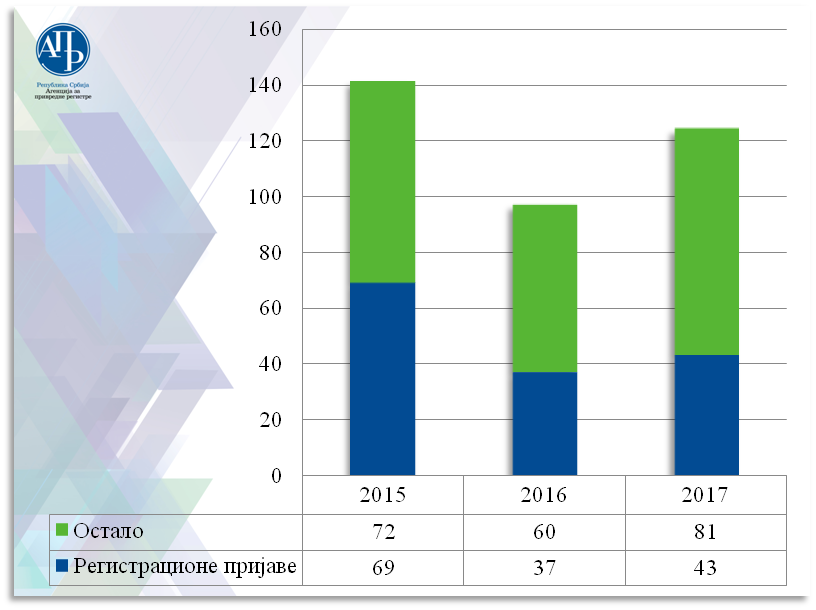 АПР
Република Србија
Агенција за
привредне регистре
160
140
120
100
80
60
40
20
0
2015 2016 2017
Остало 72 60 81
Регистрационе пријаве 69 37 43